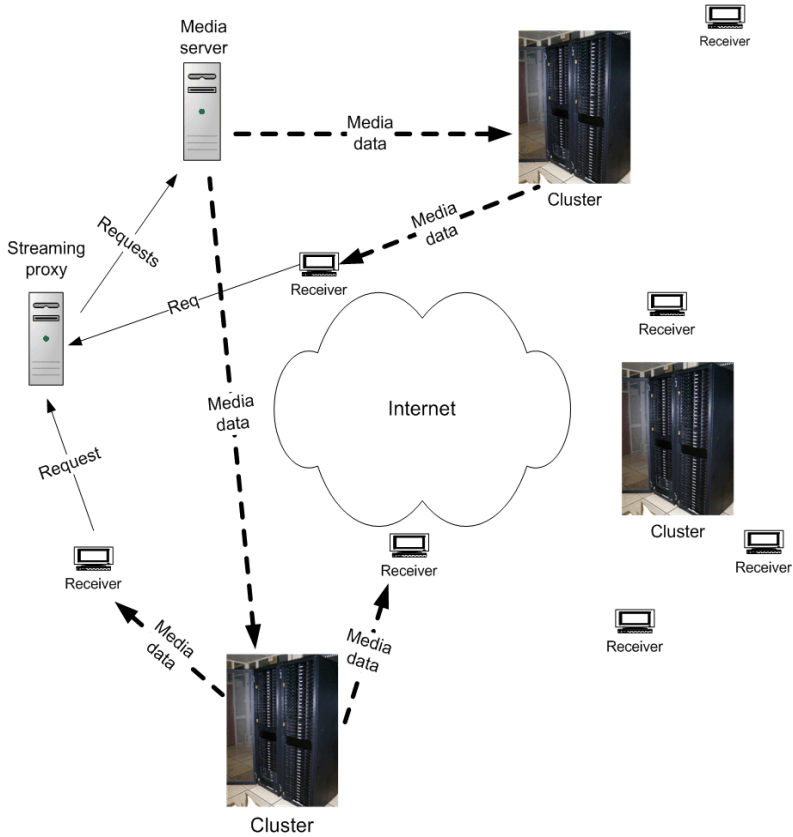 Media
server
Receiver
Media
data
Cluster
Requests
Media
data
Streaming
proxy
Receiver
Req
Receiver
Media
data
Internet
Request
Cluster
Receiver
Receiver
Receiver
Media
data
Media
data
Receiver
Cluster